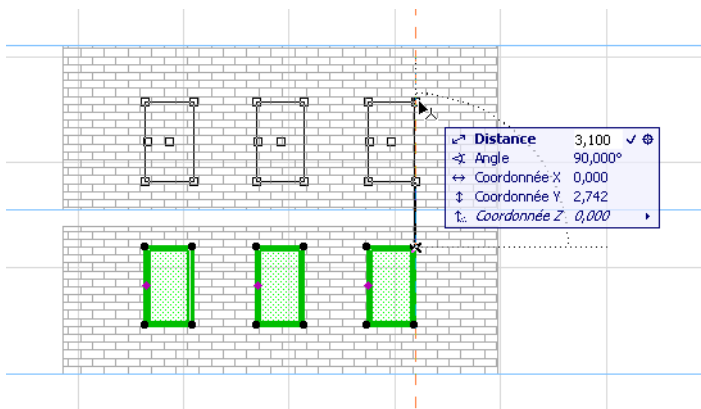 Distance 3,100
Angle 90,000°
Coordonnée X 0,000
Coordonnée Y 2,742
Coordonnée Z 0,000